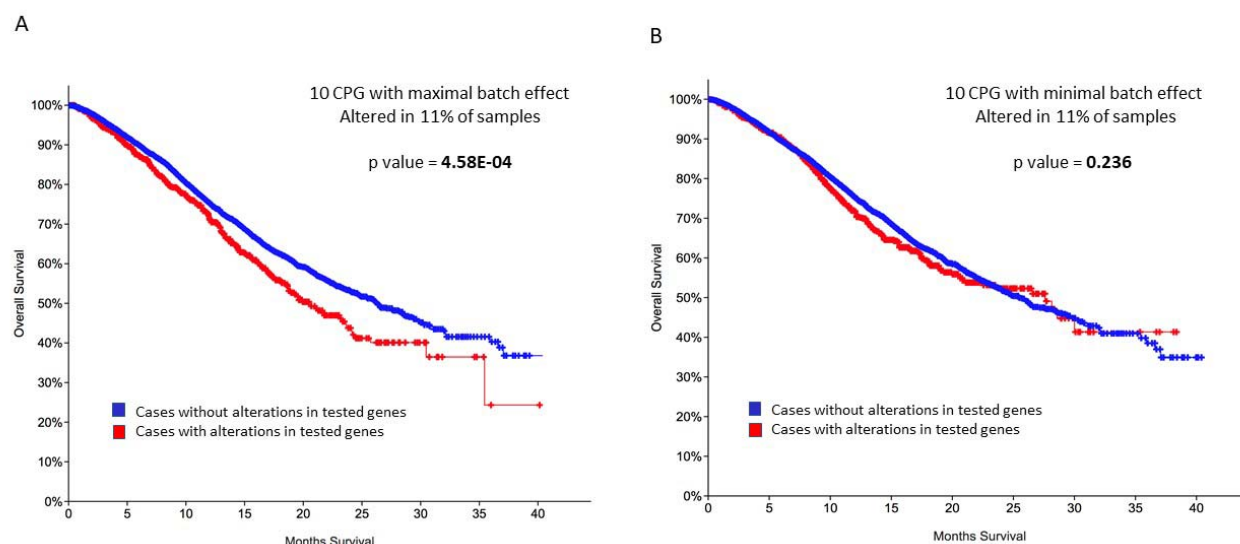 A
10 CPG with maximal batch effect
Altered in 11% of samples
p value = 4.58E-04
100%
90%
80%
70%
60%
50%
40%
30%
20%
10%
0%
Overall Survival
Cases without alterations in tested genes
Cases with alterations in tested genes
0 5 10 15 20 25 30 35 40
Months Survival
B
10 CPG with minimal batch effect
Altered in 11% of samples
p value = 0.236
100%
90%
80%
70%
60%
50%
40%
30%
20%
10%
0%
Overall Survival
Cases without alterations in tested genes
Cases with alterations in tested genes
0 5 10 15 20 25 30 35 40
Months Survival